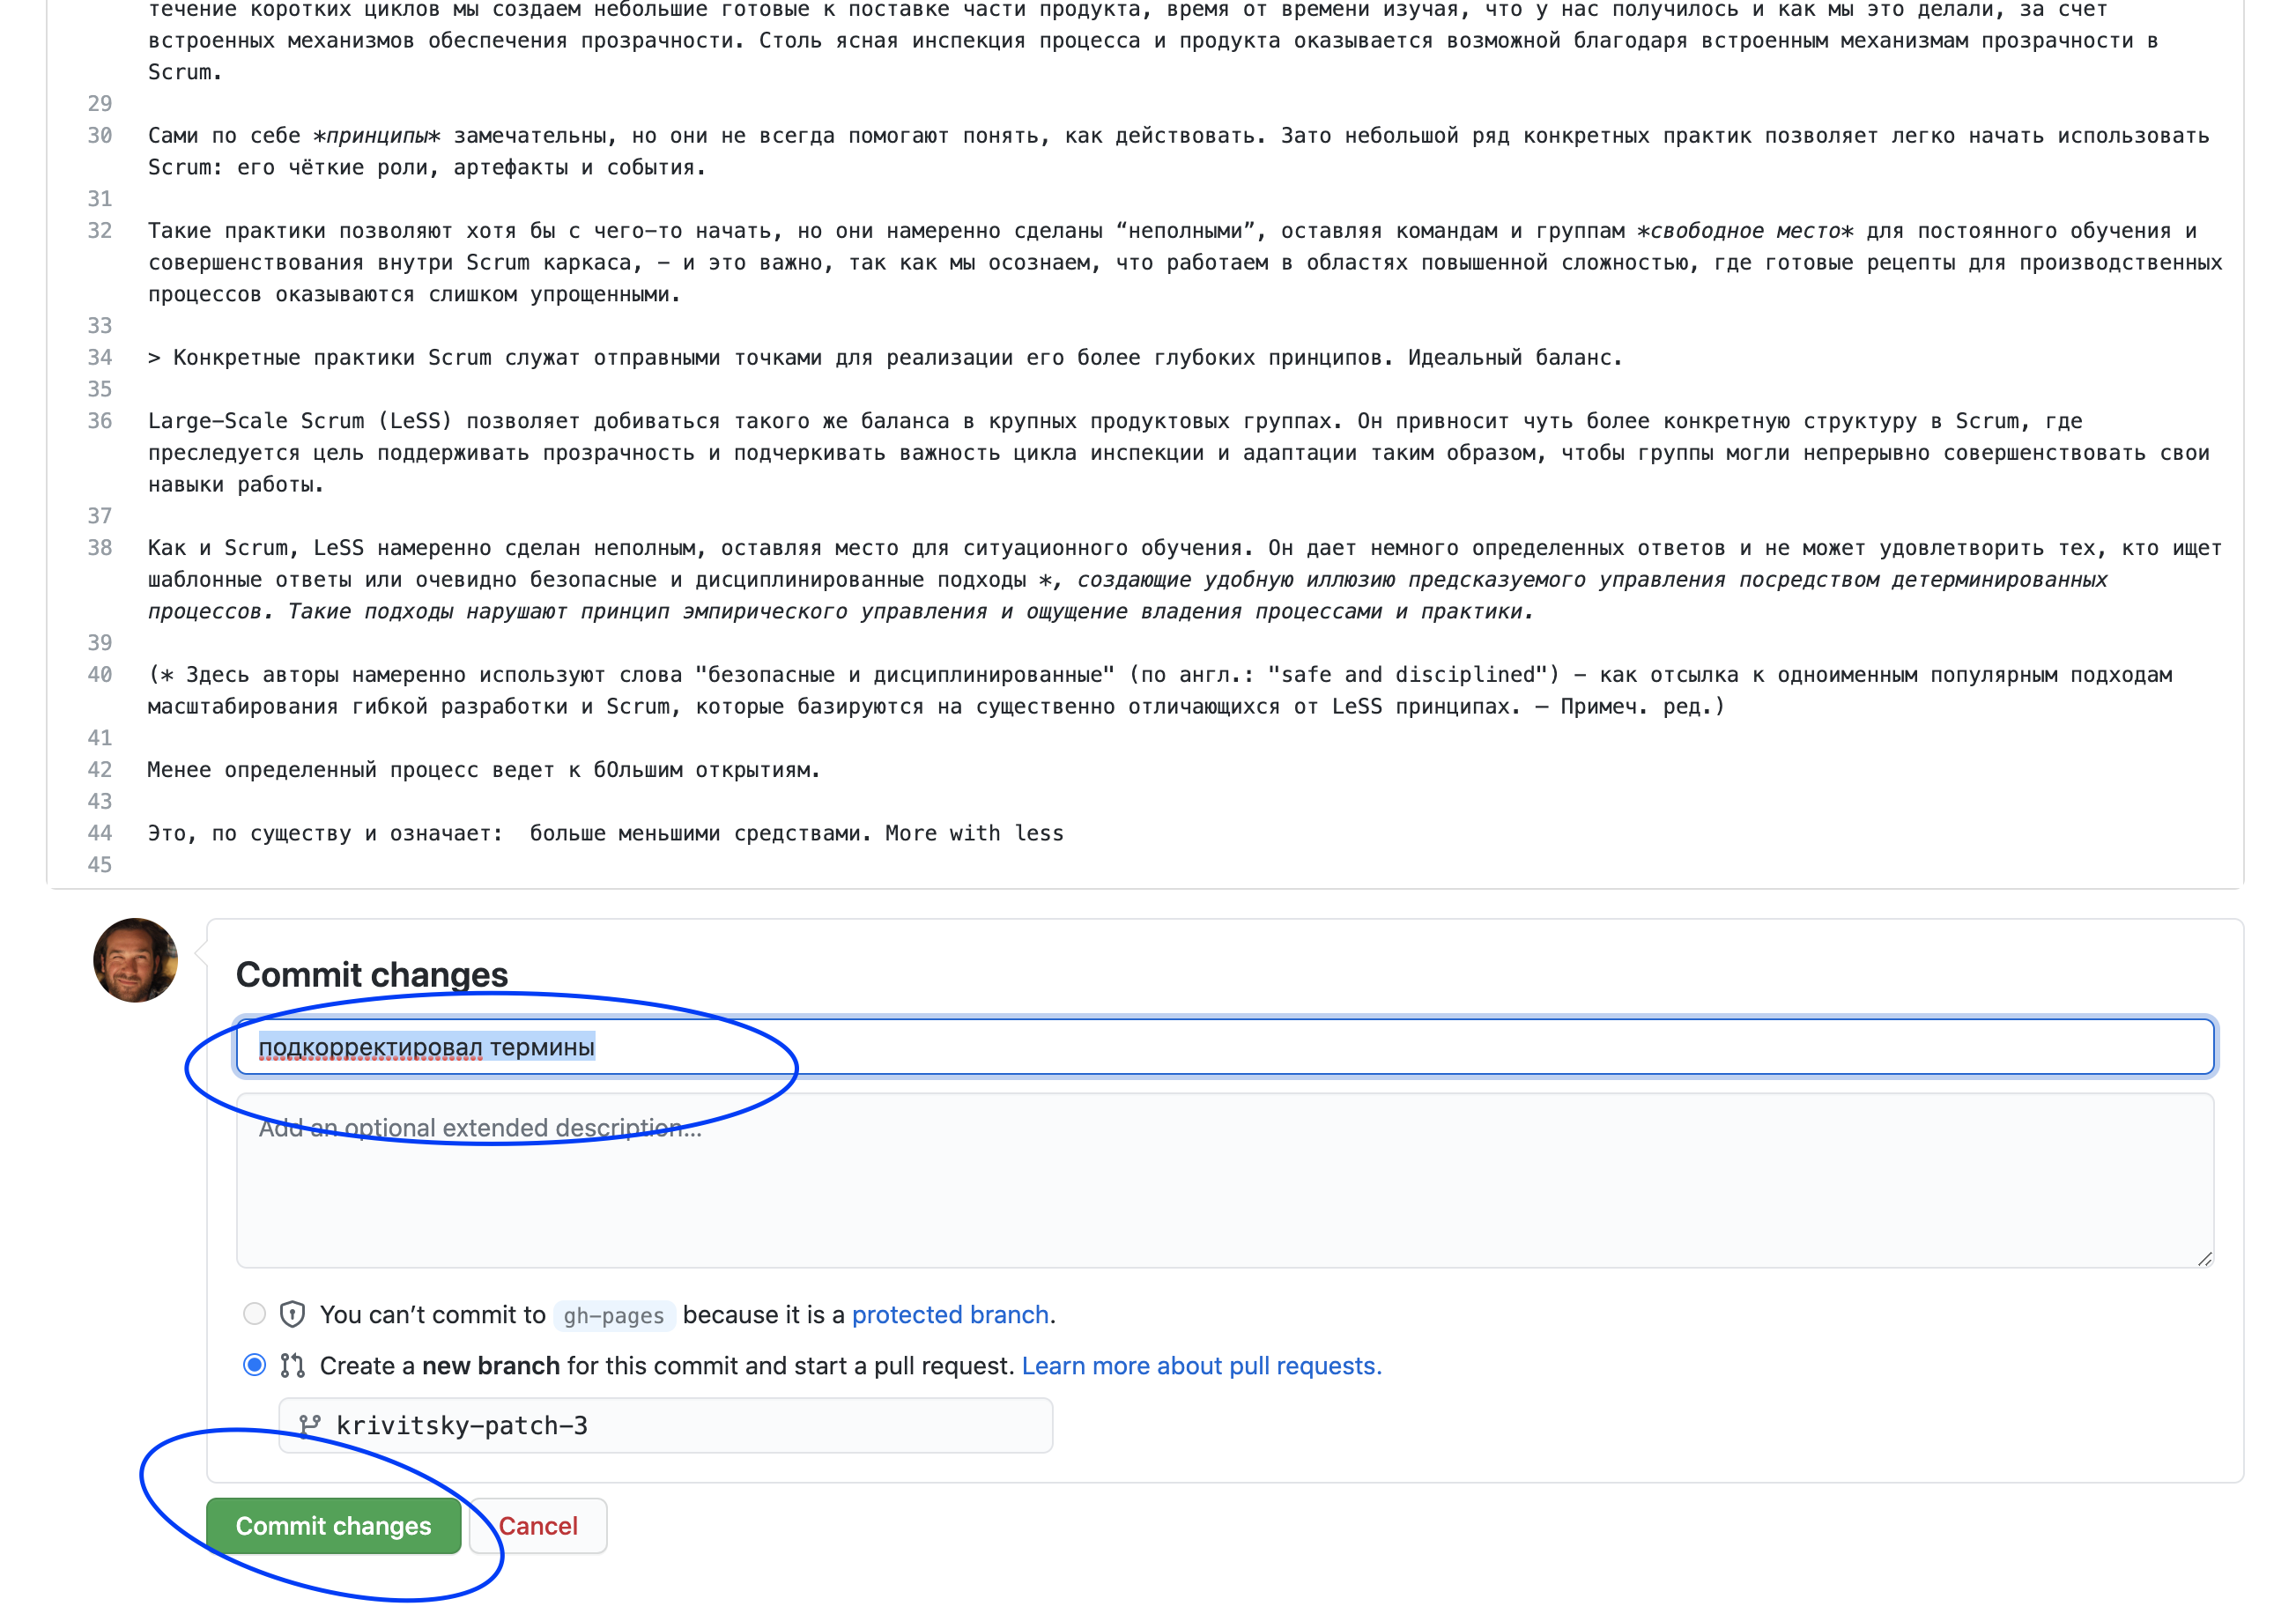 течение коротких циклов мы создаем небольшие готовые к поставке части продукта, время от времени изучая, что у нас получилось и как мы это делали, за счет
встроенных механизмов обеспечения прозрачности. Столь ясная инспекция процесса и продукта оказывается возможной благодаря встроенным механизмам прозрачности в
Scrum.
29
30 Сами по себе *принципы* замечательны, но они не всегда помогают понять, как действовать. Зато небольшой ряд конкретных практик позволяет легко начать использовать
Scrum: его чёткие роли, артефакты и события.
31
32 Такие практики позволяют хотя бы с чего-то начать, но они намеренно сделаны “неполными”, оставляя командам и группам *свободное место* для постоянного обучения и
совершенствования внутри Scrum каркаса, – и это важно, так как мы осознаем, что работаем в областях повышенной сложностью, где готовые рецепты для производственных
процессов оказываются слишком упрощенными.
33
34 > Конкретные практики Scrum служат отправными точками для реализации его более глубоких принципов. Идеальный баланс.
35
36 Large-Scale Scrum (LeSS) позволяет добиваться такого же баланса в крупных продуктовых группах. Он привносит чуть более конкретную структуру в Scrum, где
преследуется цель поддерживать прозрачность и подчеркивать важность цикла инспекции и адаптации таким образом, чтобы группы могли непрерывно совершенствовать свои
навыки работы.
37
38 Как и Scrum, LeSS намеренно сделан неполным, оставляя место для ситуационного обучения. Он дает немного определенных ответов и не может удовлетворить тех, кто ищет
шаблонные ответы или очевидно безопасные и дисциплинированные подходы *, создающие удобную иллюзию предсказуемого управления посредством детерминированных
процессов. Такие подходы нарушают принцип эмпирического управления и ощущение владения процессами и практики.
39
40 (* Здесь авторы намеренно используют слова "безопасные и дисциплинированные" (по англ.: "safe and disciplined") – как отсылка к одноименным популярным подходам
масштабирования гибкой разработки и Scrum, которые базируются на существенно отличающихся от LeSS принципах. — Примеч. ред.)
41
42 Менее определенный процесс ведет к бОльшим открытиям.
43
44 Это, по существу и означает:  больше меньшими средствами. More with less
45
Commit changes
подкорректировал термины
Add an optional extended description...
You can’t commit to gh-pages because it is a protected branch.
Create a new branch for this commit and start a pull request. Learn more about pull requests.
krivitsky-patch-3
Commit changes Cancel